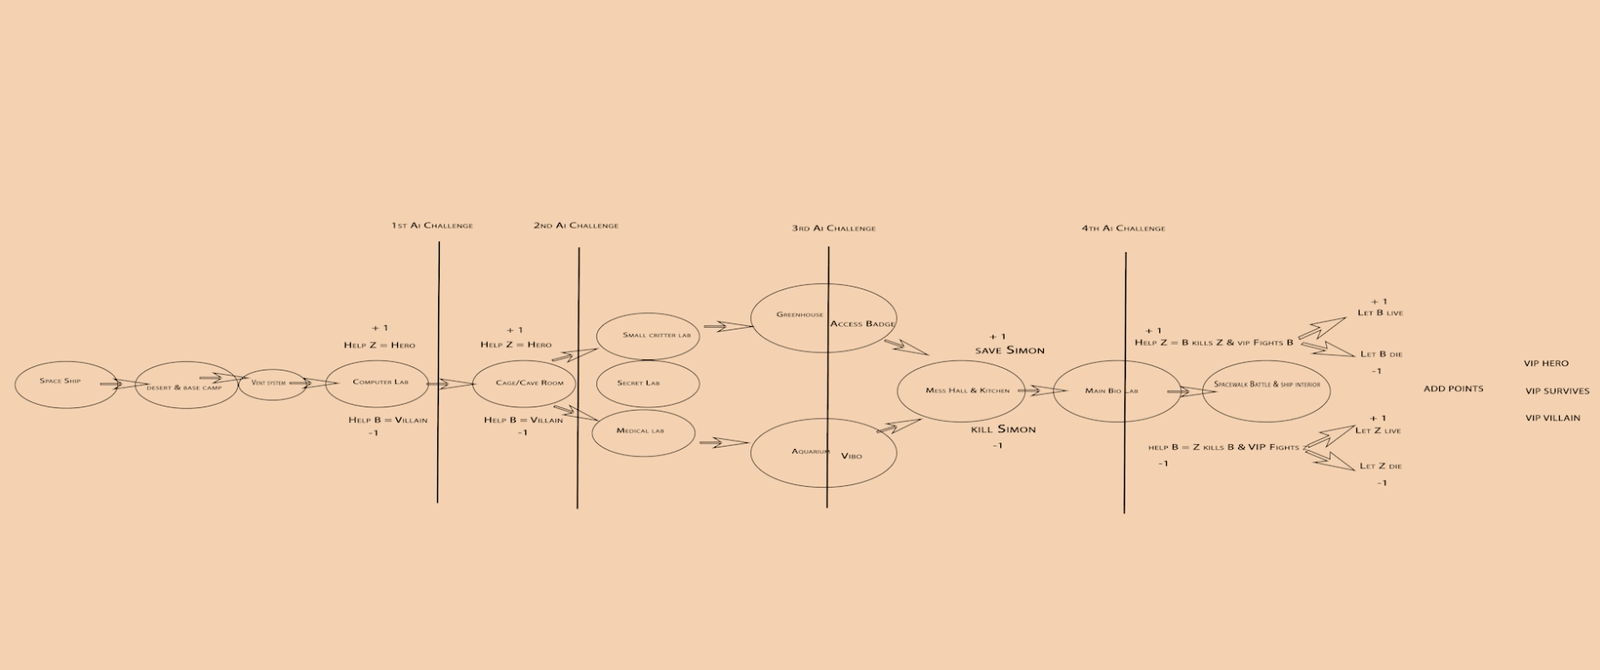 1st Ai Challenge
2nd Ai Challenge
3rd Ai Challenge
4th Ai Challenge
Space Ship
desert & base camp
Vent system
+ 1
Help Z = Hero
Computer Lab
Help B = Villain
-1
+ 1
Help Z = Hero
Cage/Cave Room
Help B = Villain
-1
Small critter lab
Secret Lab
Medical lab
Greenhouse
Access Badge
Aquarium
Vibo
+ 1
save Simon
Mess Hall & Kitchen
kill Simon
-1
Main Bio Lab
+ 1
Help Z = B kills Z & vip Fights B
Spacewalk Battle & ship interior
help B = Z kills B & VIP Fights Z
-1
+ 1
Let B live
Let B die
-1
+ 1
Let Z live
Let Z die
-1
ADD POINTS
VIP HERO
VIP SURVIVES
VIP VILLAIN